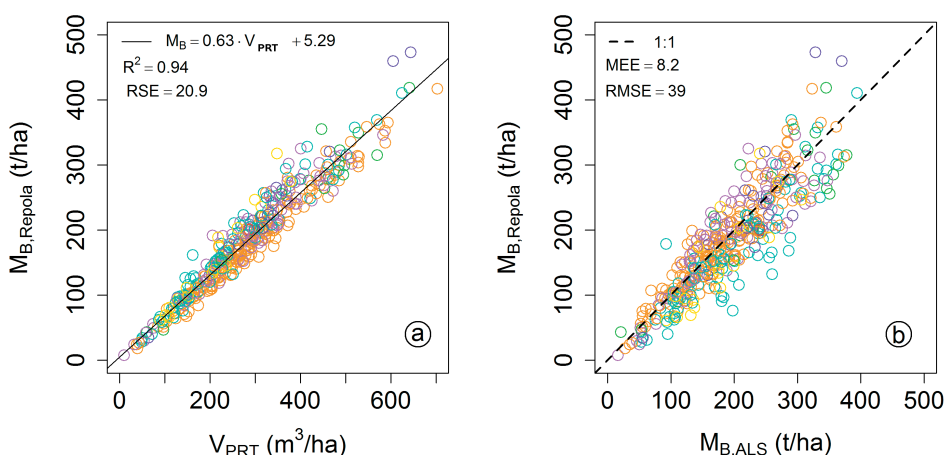 M_B = 0.63 · V_PRT + 5.29
R² = 0.94
RSE = 20.9
500
400
300
200
100
0
M_B,Repola (t/ha)
a
0 200 400 600
V_PRT (m³/ha)
1:1
MEE = 8.2
RMSE = 39
500
400
300
200
100
0
M_B,Repola (t/ha)
b
0 100 200 300 400 500
M_B,ALS (t/ha)